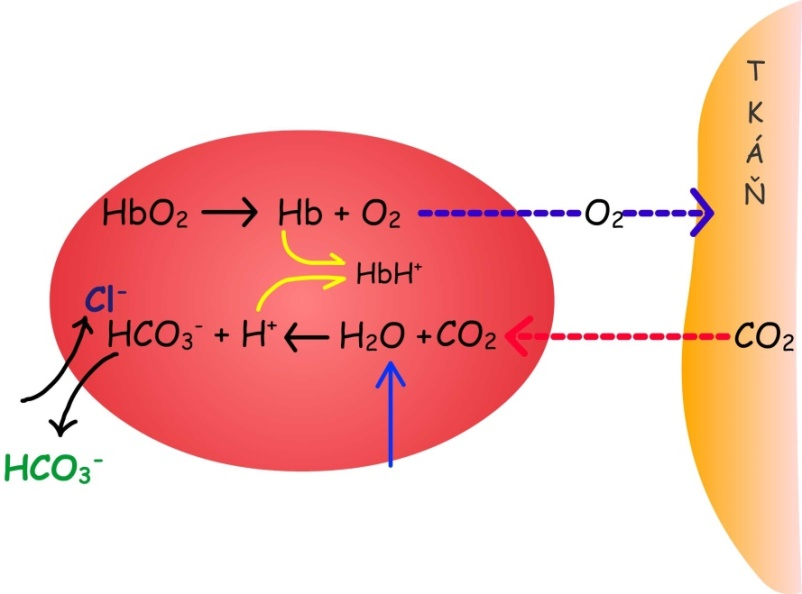 T
K
Á
Ň
HbO₂ → Hb + O₂
O₂
HbH⁺
Cl⁻
HCO₃⁻ + H⁺ ← H₂O + CO₂
CO₂
HCO₃⁻